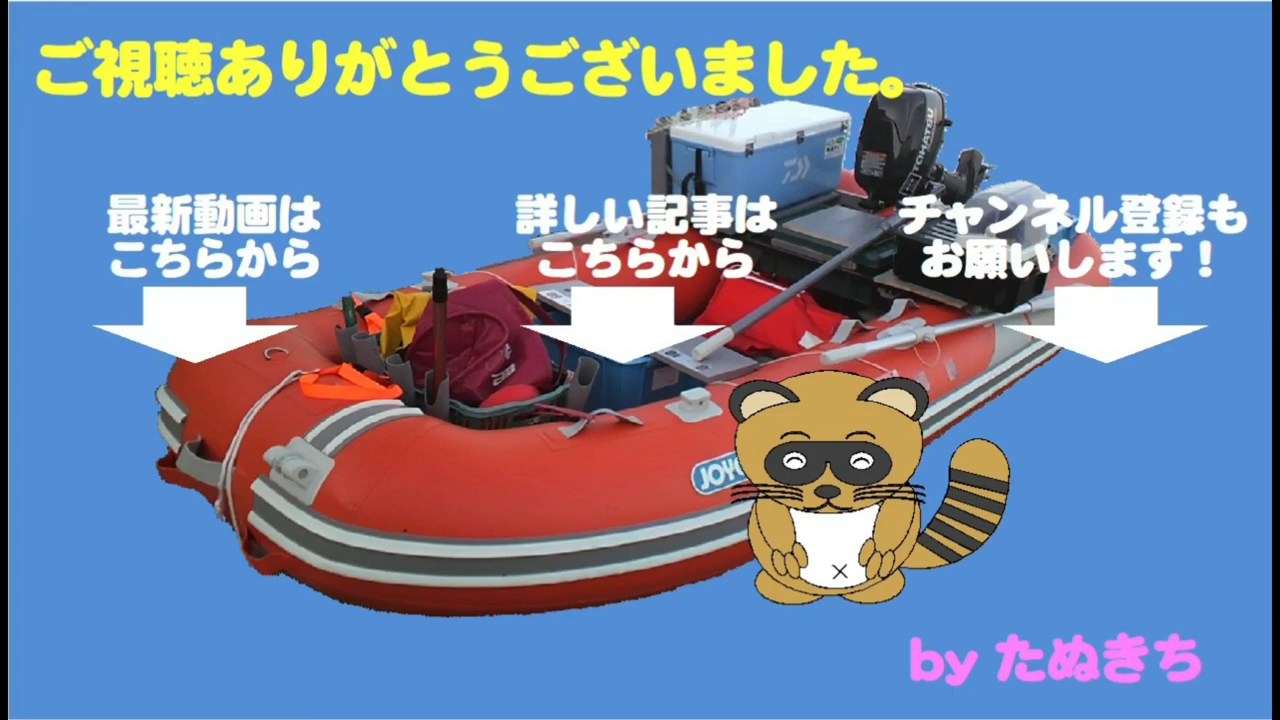 ご視聴ありがとうございました。
最新動画は
こちらから
詳しい記事は
こちらから
チャンネル登録も
お願いします！
TOHATSU
by たぬきち